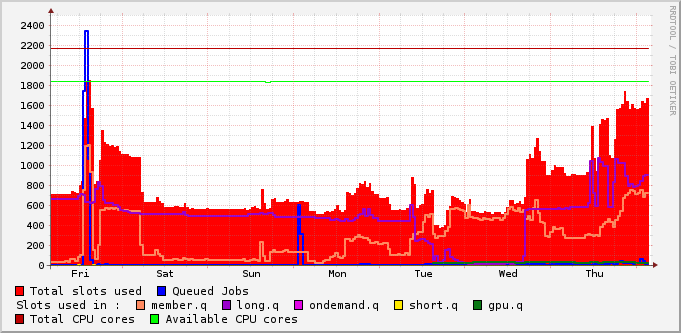 2400
2200
2000
1800
1600
1400
1200
1000
800
600
400
200
0
Fri Sat Sun Mon Tue Wed Thu
RRDTOOL / TOBI OETIKER
Total slots used Queued Jobs
Slots used in : member.q long.q ondemand.q short.q gpu.q
Total CPU cores Available CPU cores